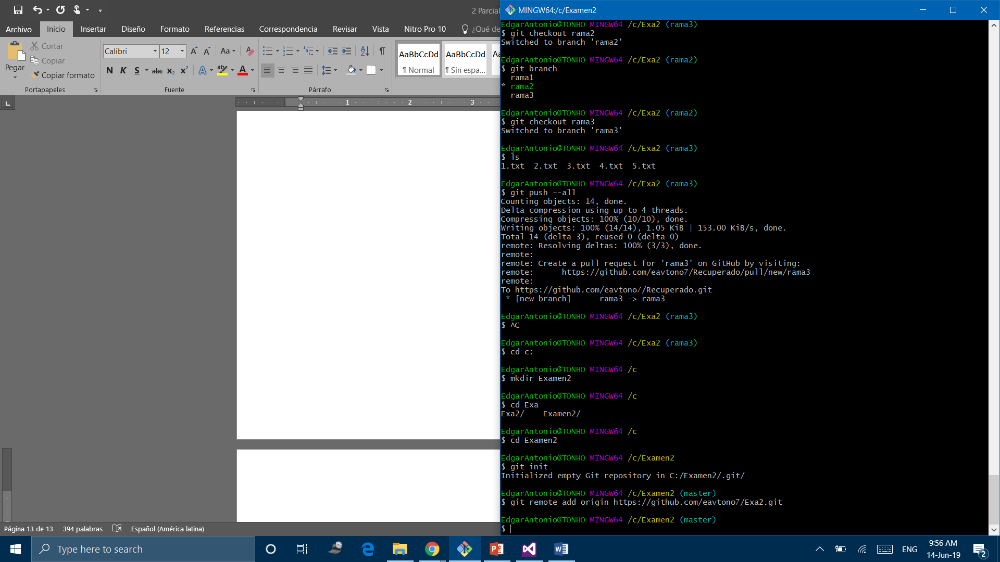 2 Parcial
Archivo Inicio Insertar Diseño Formato Referencias Correspondencia Revisar Vista Nitro Pro 10 ¿Qué de
Pegar
Cortar
Copiar
Copiar formato
Portapapeles
Calibri 12
Aa
N K S abc x₂ x² A ab A
Fuente
Párrafo
AaBbCcDd AaBbCcDd Aa
¶ Normal ¶ Sin espa...
L
1 2 3
Página 13 de 13 394 palabras Español (América latina)
MINGW64:/c/Examen2
EdgarAntonio@TONHO MINGW64 /c/Exa2 (rama3)
$ git checkout rama2
Switched to branch 'rama2'
EdgarAntonio@TONHO MINGW64 /c/Exa2 (rama2)
$ git branch
rama1
* rama2
rama3
EdgarAntonio@TONHO MINGW64 /c/Exa2 (rama2)
$ git checkout rama3
Switched to branch 'rama3'
EdgarAntonio@TONHO MINGW64 /c/Exa2 (rama3)
$ ls
1.txt 2.txt 3.txt 4.txt 5.txt
EdgarAntonio@TONHO MINGW64 /c/Exa2 (rama3)
$ git push --all
Counting objects: 14, done.
Delta compression using up to 4 threads.
Compressing objects: 100% (10/10), done.
Writing objects: 100% (14/14), 1.05 KiB | 153.00 KiB/s, done.
Total 14 (delta 3), reused 0 (delta 0)
remote: Resolving deltas: 100% (3/3), done.
remote:
remote: Create a pull request for 'rama3' on GitHub by visiting:
remote: https://github.com/eavtono7/Recuperado/pull/new/rama3
remote:
To https://github.com/eavtono7/Recuperado.git
* [new branch] rama3 -> rama3
EdgarAntonio@TONHO MINGW64 /c/Exa2 (rama3)
$ ^C
EdgarAntonio@TONHO MINGW64 /c/Exa2 (rama3)
$ cd c:
EdgarAntonio@TONHO MINGW64 /c
$ mkdir Examen2
EdgarAntonio@TONHO MINGW64 /c
$ cd Exa
Exa2/ Examen2/
EdgarAntonio@TONHO MINGW64 /c
$ cd Examen2
EdgarAntonio@TONHO MINGW64 /c/Examen2
$ git init
Initialized empty Git repository in C:/Examen2/.git/
EdgarAntonio@TONHO MINGW64 /c/Examen2 (master)
$ git remote add origin https://github.com/eavtono7/Exa2.git
EdgarAntonio@TONHO MINGW64 /c/Examen2 (master)
$
Type here to search
ENG
9:56 AM
14-Jun-19
2